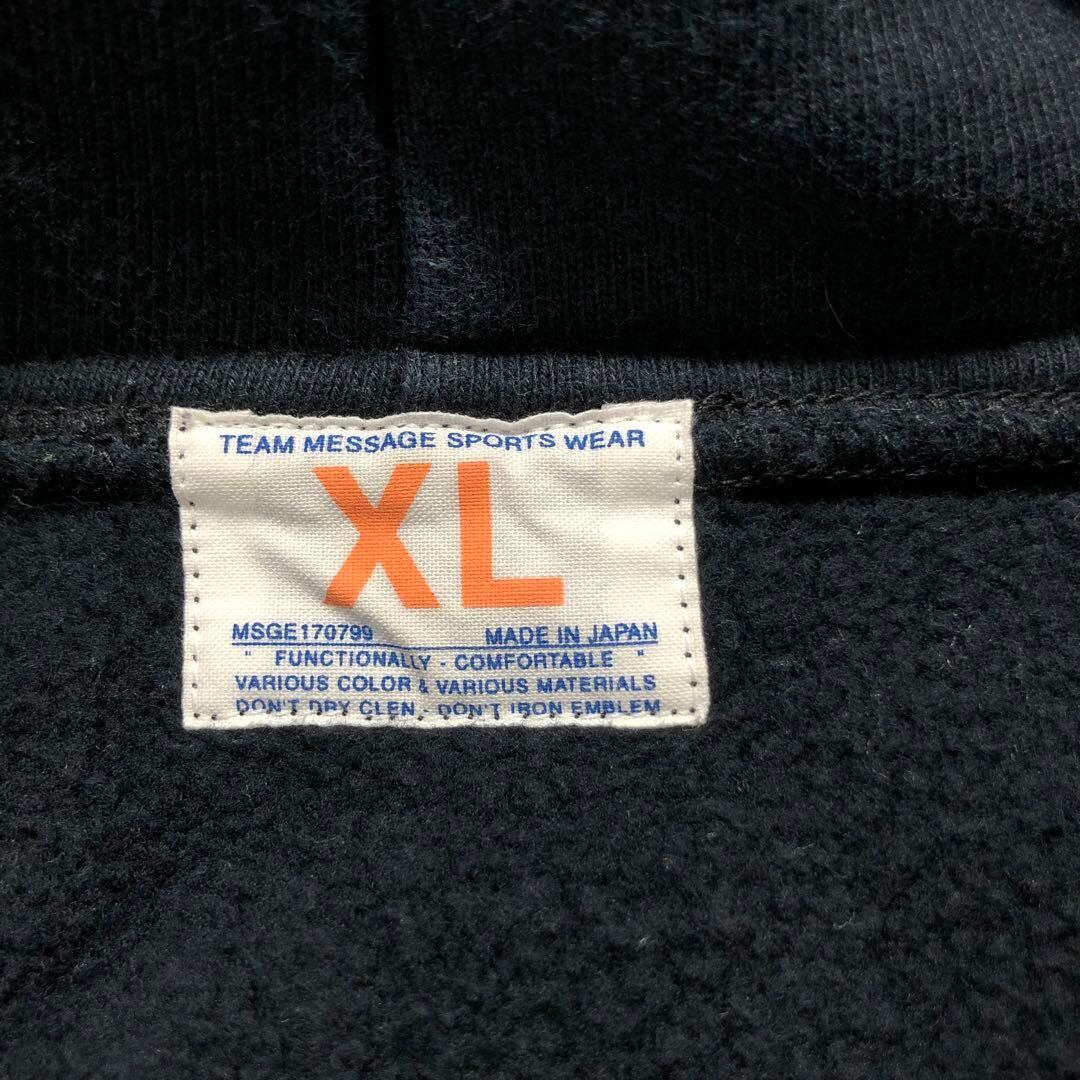 TEAM MESSAGE SPORTS WEAR
XL
MSGE170799 MADE IN JAPAN
" FUNCTIONALLY - COMFORTABLE "
VARIOUS COLOR & VARIOUS MATERIALS
DON'T DRY CLEN - DON'T IRON EMBLEM